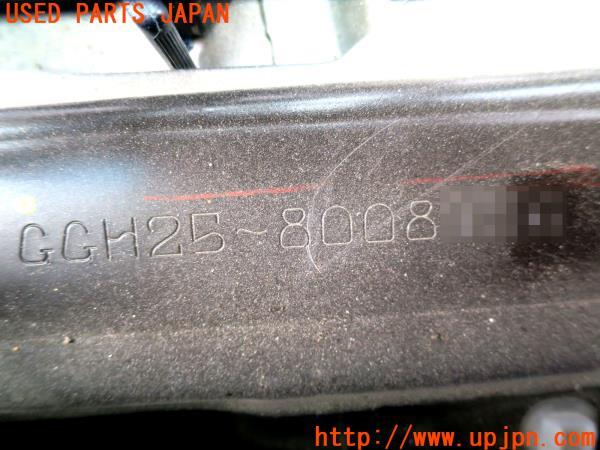 USED PARTS JAPAN
GGH25-8008
http://www.upjpn.com